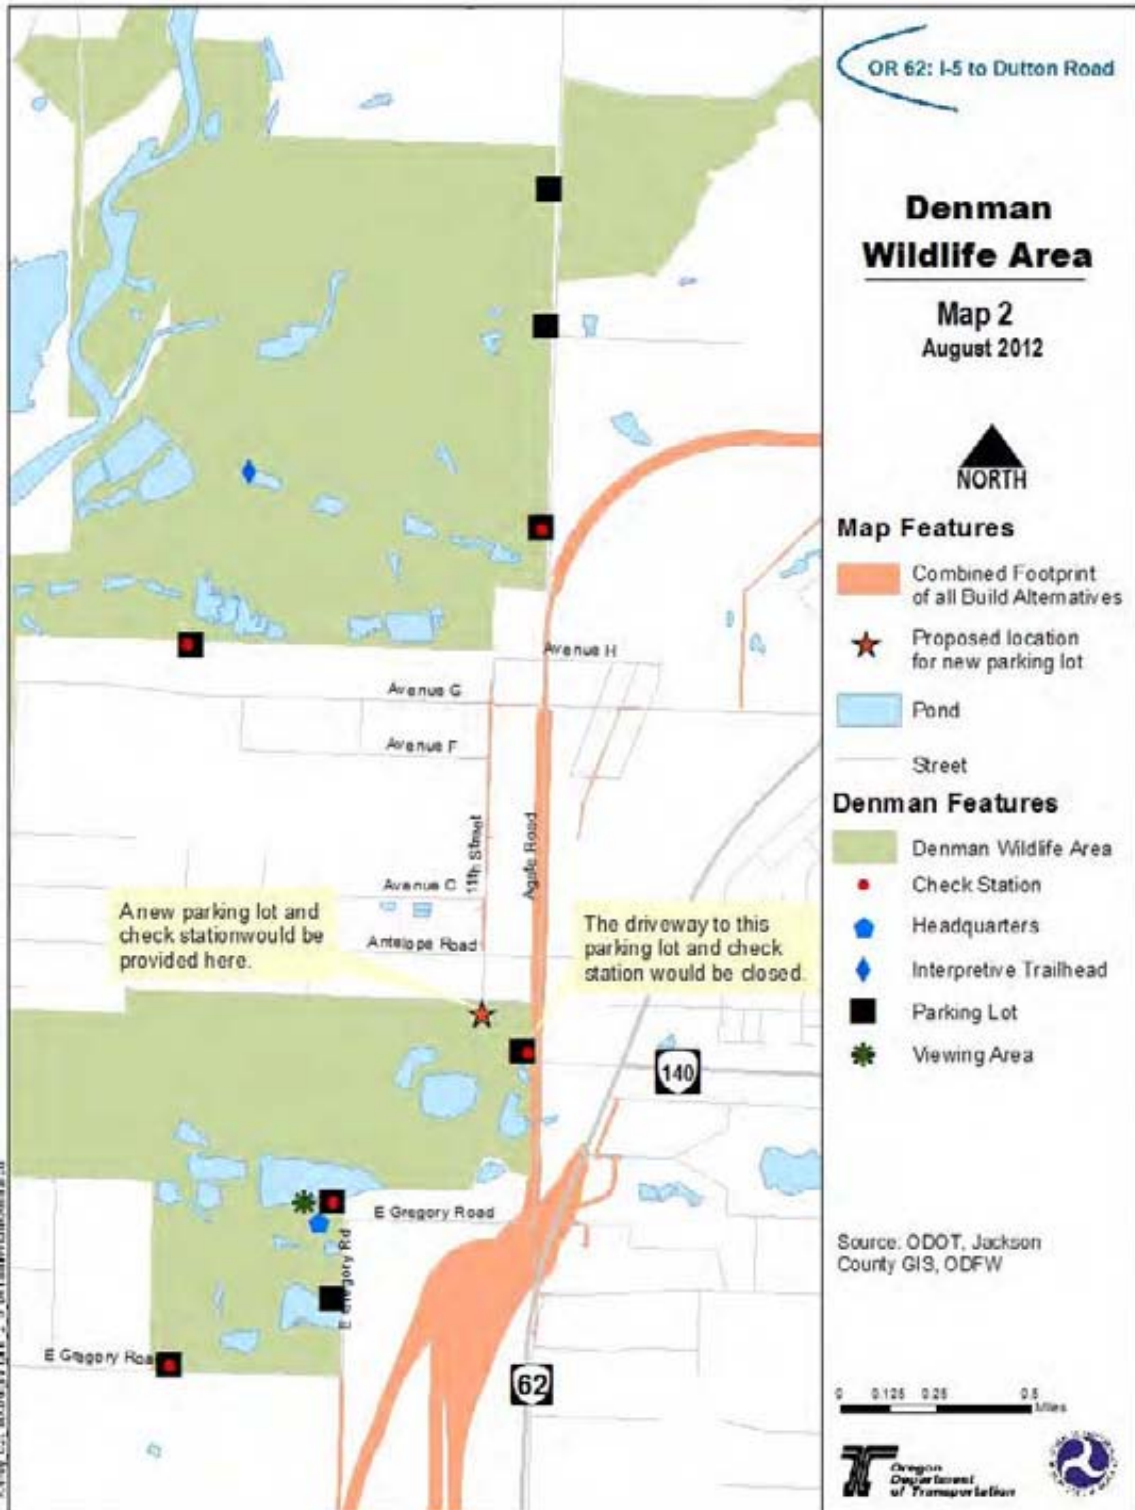 OR 62: I-5 to Dutton Road
Denman
Wildlife Area
Map 2
August 2012
NORTH
Map Features
Combined Footprint
of all Build Alternatives
Proposed location
for new parking lot
Pond
Street
Denman Features
Denman Wildlife Area
Check Station
Headquarters
Interpretive Trailhead
Parking Lot
Viewing Area
Source: ODOT, Jackson
County GIS, ODFW
0 0.125 0.25 0.5
Miles
Oregon
Department
of Transportation
Avenue H
Avenue G
Avenue F
11th Street
Agate Road
Avenue C
Antelope Road
A new parking lot and
check stationwould be
provided here.
The driveway to this
parking lot and check
station would be closed.
140
E Gregory Road
E Gregory Rd
E Gregory Roa
62